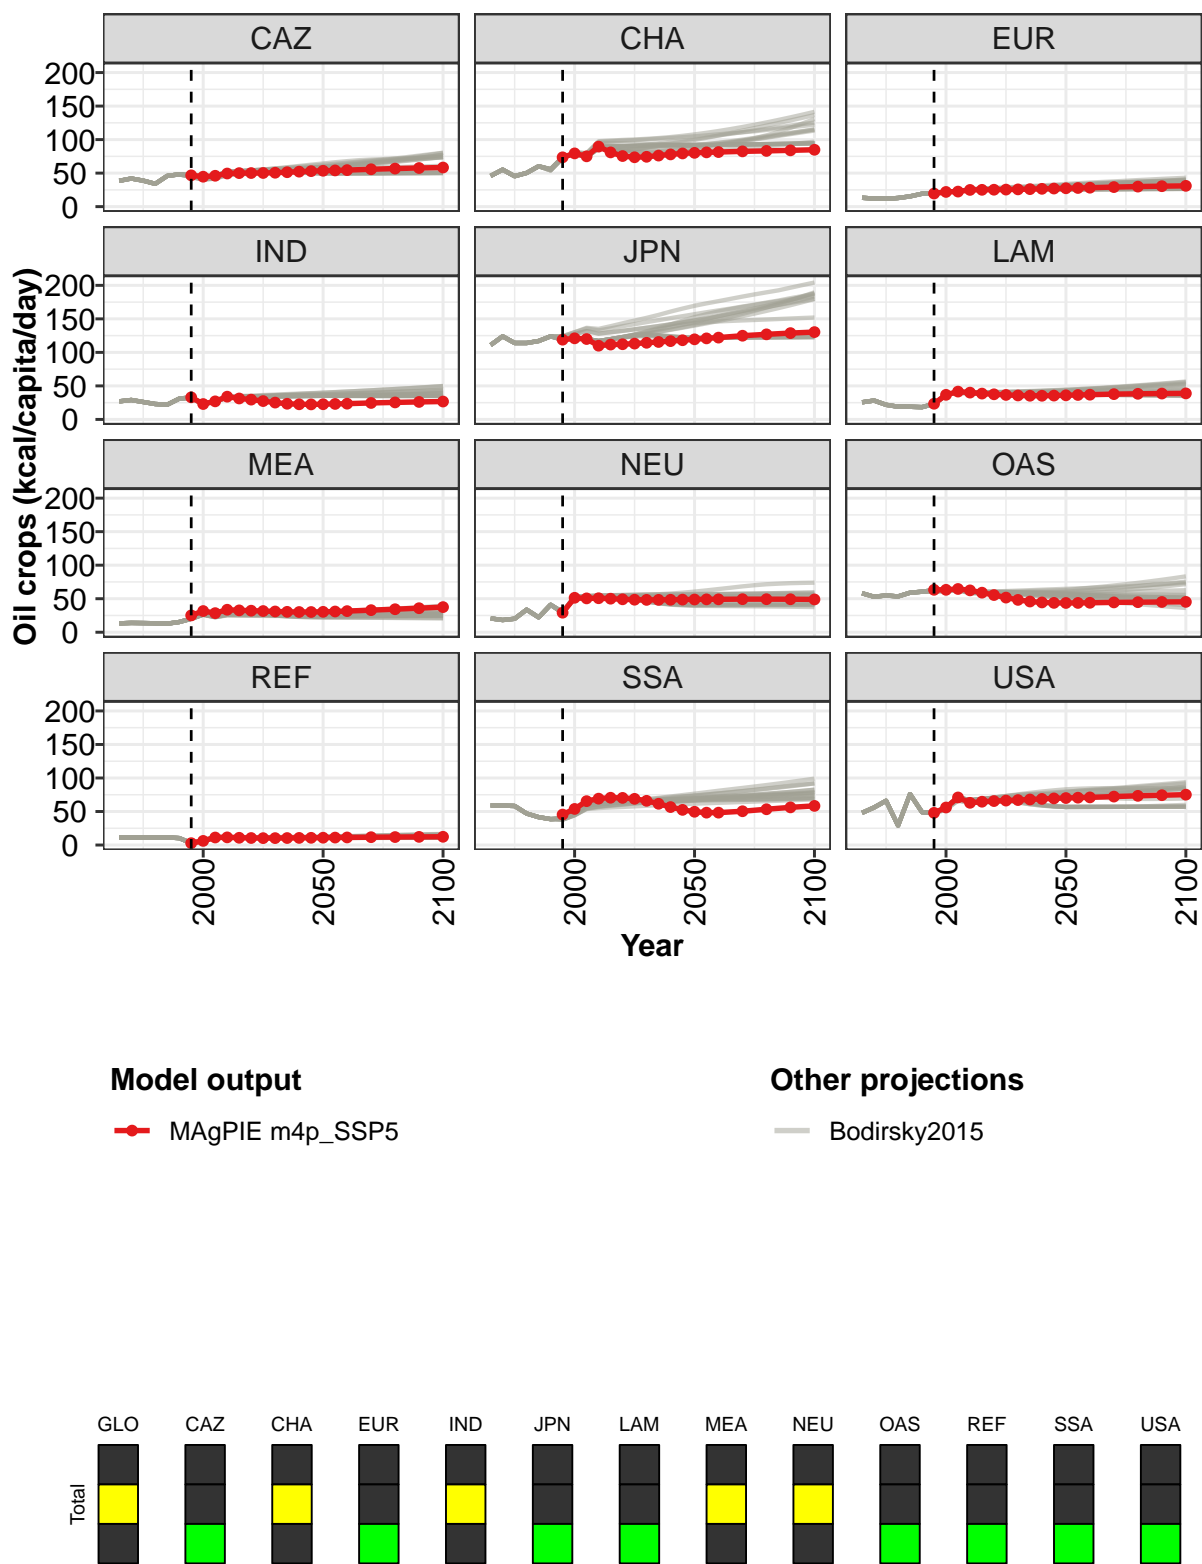 CAZ CHA EUR
200
150
100
50
0
IND JPN LAM
200
150
100
50
0
MEA NEU OAS
200
150
100
50
0
REF SSA USA
200
150
100
50
0
Oil crops (kcal/capita/day)
2000 2050 2100 2000 2050 2100 2000 2050 2100
Year
Model output Other projections
MAgPIE m4p_SSP5 Bodirsky2015
GLO CAZ CHA EUR IND JPN LAM MEA NEU OAS REF SSA USA
Total